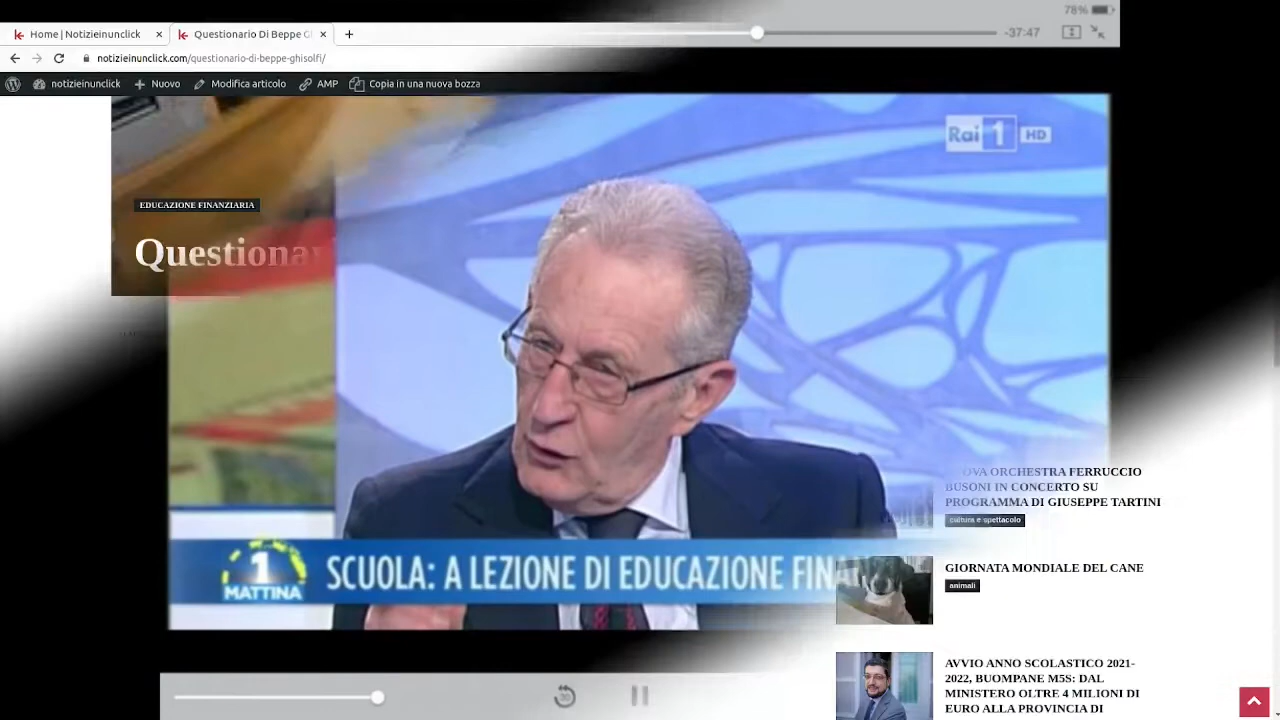 78%
-37:47
Home | Notizieinunclick
Questionario Di Beppe G
notizieinunclick.com/questionario-di-beppe-ghisolfi/
notizieinunclick
Nuovo
Modifica articolo
AMP
Copia in una nuova bozza
Rai 1 HD
EDUCAZIONE FINANZIARIA
Questionar
OVA ORCHESTRA FERRUCCIO
BUSONI IN CONCERTO SU
PROGRAMMA DI GIUSEPPE TARTINI
cultura e spettacolo
1
MATTINA
SCUOLA: A LEZIONE DI EDUCAZIONE FINA
GIORNATA MONDIALE DEL CANE
animali
AVVIO ANNO SCOLASTICO 2021-
2022, BUOMPANE M5S: DAL
MINISTERO OLTRE 4 MILIONI DI
EURO ALLA PROVINCIA DI
30